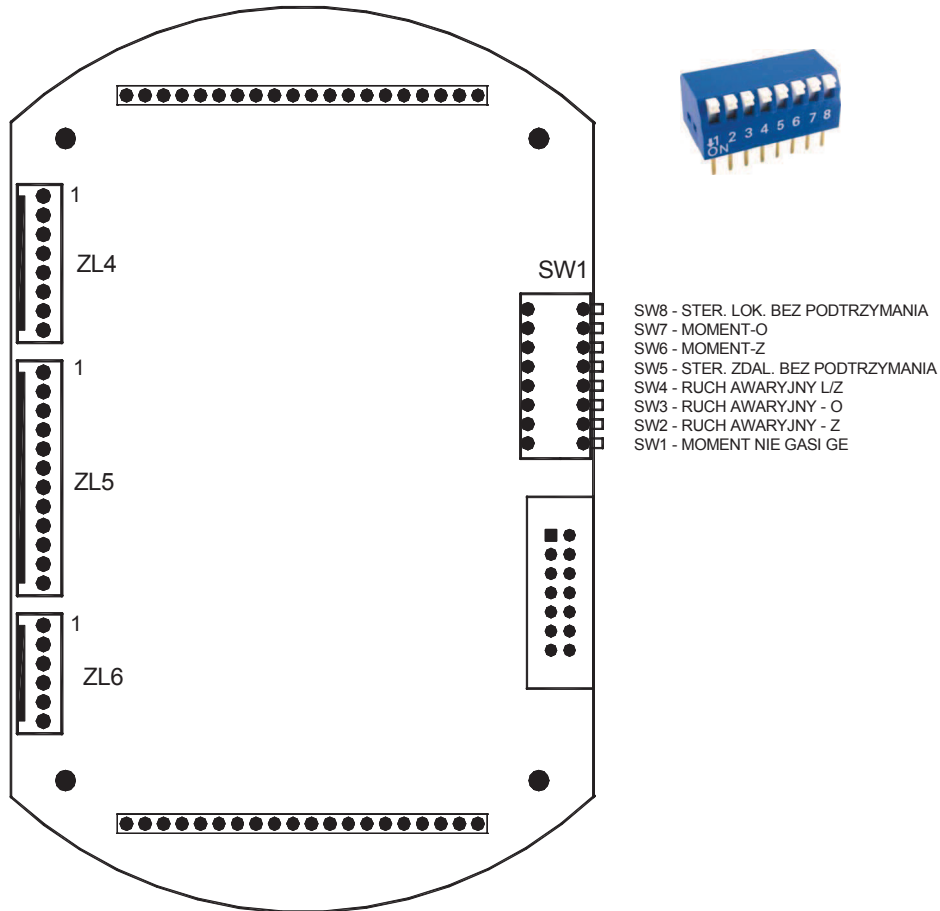 1 2 3 4 5 6 7 8
ON
1
ZL4
SW1
SW8 - STER. LOK. BEZ PODTRZYMANIA
SW7 - MOMENT-O
SW6 - MOMENT-Z
SW5 - STER. ZDAL. BEZ PODTRZYMANIA
SW4 - RUCH AWARYJNY L/Z
SW3 - RUCH AWARYJNY - O
SW2 - RUCH AWARYJNY - Z
SW1 - MOMENT NIE GASI GE
1
ZL5
1
ZL6